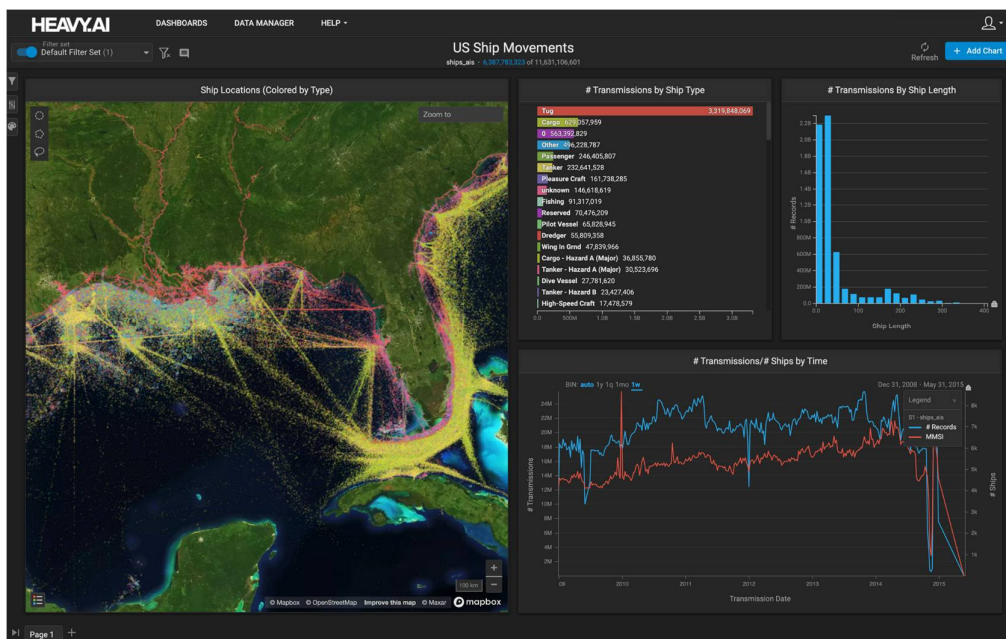 HEAVY.AI
DASHBOARDS
DATA MANAGER
HELP
Filter set
Default Filter Set (1)
US Ship Movements
ships_ais · 6,387,783,323 of 11,631,106,601
Refresh
+ Add Chart
Ship Locations (Colored by Type)
Zoom to
100 km
© Mapbox © OpenStreetMap Improve this map © Maxar mapbox
# Transmissions by Ship Type
Tug 3,319,848,069
Cargo 629,057,959
0 563,392,829
Other 496,228,787
Passenger 246,405,807
Tanker 232,641,528
Pleasure Craft 161,738,285
unknown 146,618,619
Fishing 91,317,019
Reserved 70,476,209
Pilot Vessel 65,828,945
Dredger 55,809,358
Wing In Grnd 47,839,966
Cargo - Hazard A (Major) 36,855,780
Tanker - Hazard A (Major) 30,523,696
Dive Vessel 27,781,620
Tanker - Hazard B 23,427,406
High-Speed Craft 17,478,579
0.0 500M 1.0B 1.5B 2.0B 2.5B 3.0B
# Transmissions By Ship Length
# Records
2.2B
2.0B
1.8B
1.6B
1.4B
1.2B
1.0B
800M
600M
400M
200M
0.0
0.0 100 200 300 400
Ship Length
# Transmissions/# Ships by Time
BIN: auto 1y 1q 1mo 1w
Dec 31, 2008 - May 31, 2015
Legend
S1 - ships_ais
# Records
MMSI
# Transmissions
24M
22M
20M
18M
16M
14M
12M
10M
8M
6M
4M
2M
# Ships
8k
7k
6k
5k
4k
3k
2k
1k
09 2010 2011 2012 2013 2014 2015
Transmission Date
Page 1 +